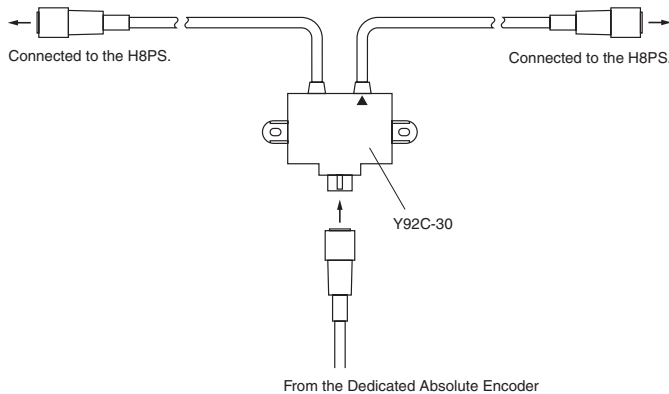 Connected to the H8PS.
Connected to the H8PS.
Y92C-30
From the Dedicated Absolute Encoder